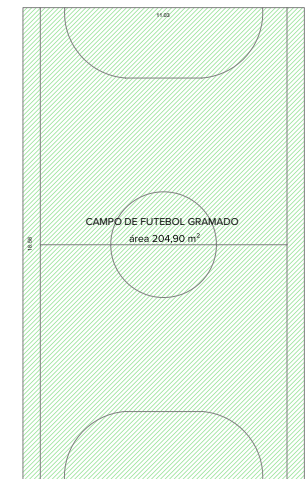 11.03
CAMPO DE FUTEBOL GRAMADO
área 204,90 m²
18.58